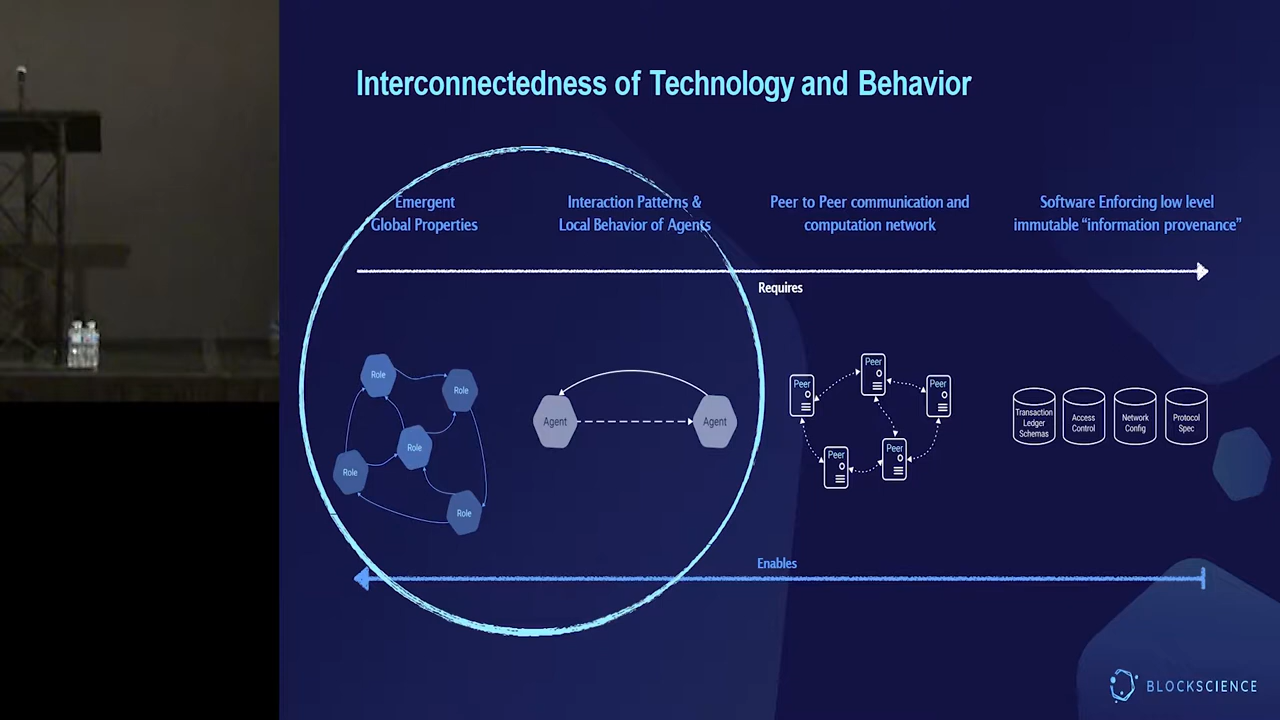 Interconnectedness of Technology and Behavior
Emergent
Global Properties
Interaction Patterns &
Local Behavior of Agents
Peer to Peer communication and
computation network
Software Enforcing low level
immutable “information provenance”
Requires
Role
Role
Role
Role
Role
Agent
Agent
Peer
Peer
Peer
Peer
Peer
Transaction
Ledger
Schemas
Access
Control
Network
Config
Protocol
Spec
Enables
BLOCKSCIENCE